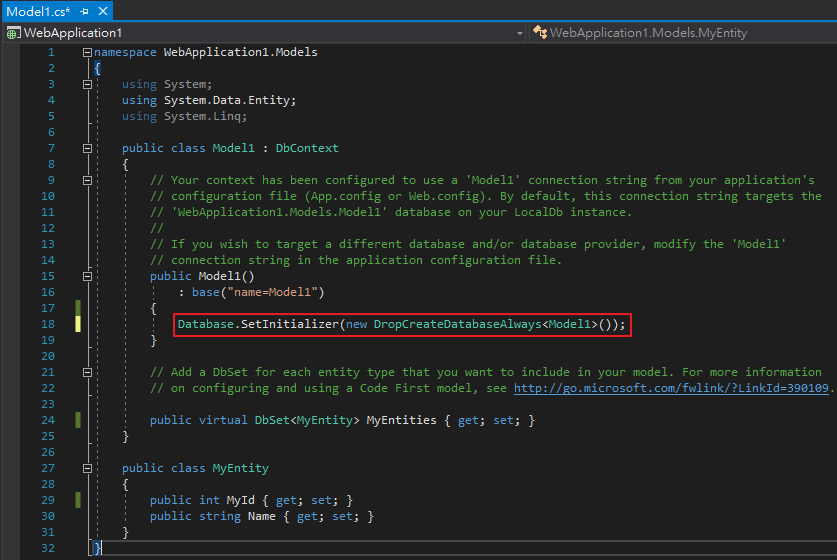 Model1.cs*
WebApplication1 WebApplication1.Models.MyEntity
1 namespace WebApplication1.Models
2 {
3 using System;
4 using System.Data.Entity;
5 using System.Linq;
6
7 public class Model1 : DbContext
8 {
9 // Your context has been configured to use a 'Model1' connection string from your application's
10 // configuration file (App.config or Web.config). By default, this connection string targets the
11 // 'WebApplication1.Models.Model1' database on your LocalDb instance.
12 //
13 // If you wish to target a different database and/or database provider, modify the 'Model1'
14 // connection string in the application configuration file.
15 public Model1()
16 : base("name=Model1")
17 {
18 Database.SetInitializer(new DropCreateDatabaseAlways<Model1>());
19 }
20
21 // Add a DbSet for each entity type that you want to include in your model. For more information
22 // on configuring and using a Code First model, see http://go.microsoft.com/fwlink/?LinkId=390109.
23
24 public virtual DbSet<MyEntity> MyEntities { get; set; }
25 }
26
27 public class MyEntity
28 {
29 public int MyId { get; set; }
30 public string Name { get; set; }
31 }
32 }